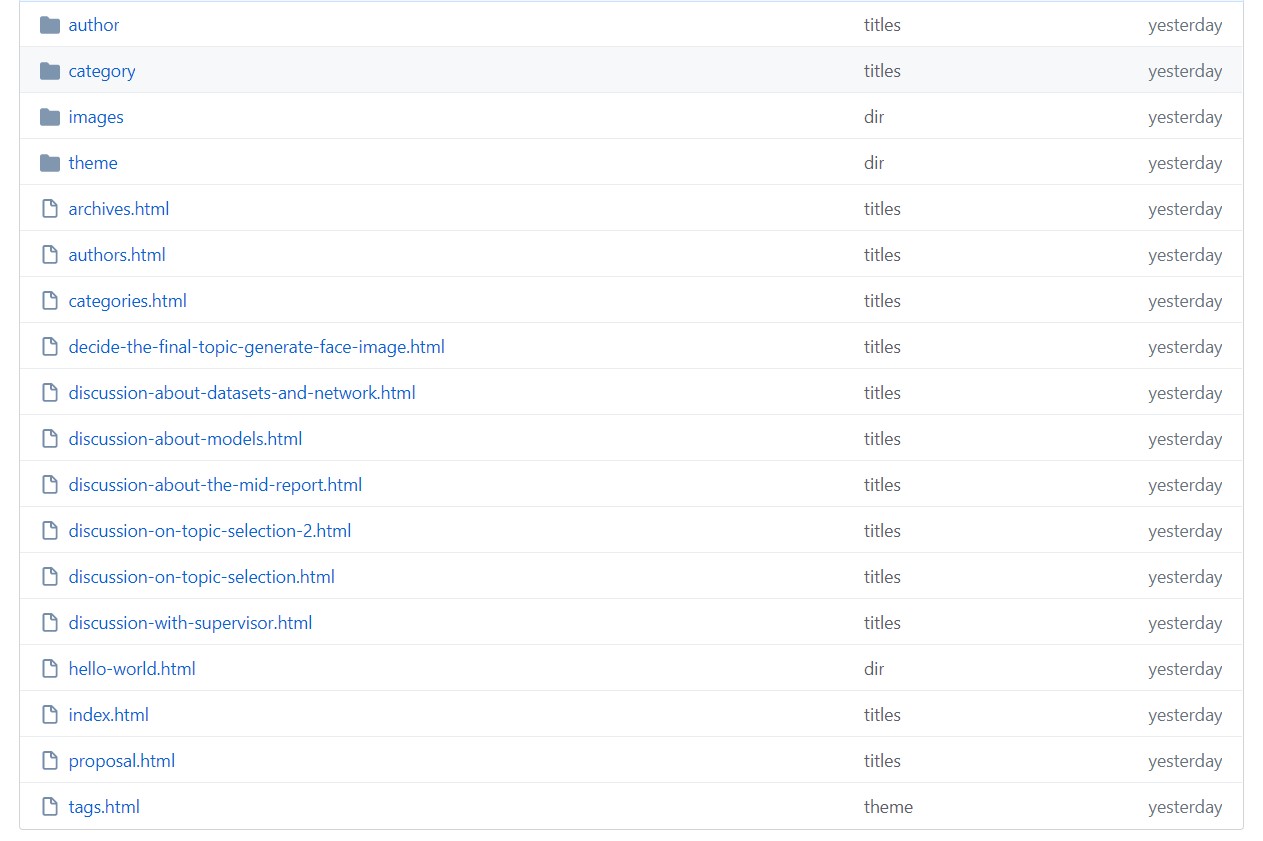 author titles yesterday
category titles yesterday
images dir yesterday
theme dir yesterday
archives.html titles yesterday
authors.html titles yesterday
categories.html titles yesterday
decide-the-final-topic-generate-face-image.html titles yesterday
discussion-about-datasets-and-network.html titles yesterday
discussion-about-models.html titles yesterday
discussion-about-the-mid-report.html titles yesterday
discussion-on-topic-selection-2.html titles yesterday
discussion-on-topic-selection.html titles yesterday
discussion-with-supervisor.html titles yesterday
hello-world.html dir yesterday
index.html titles yesterday
proposal.html titles yesterday
tags.html theme yesterday